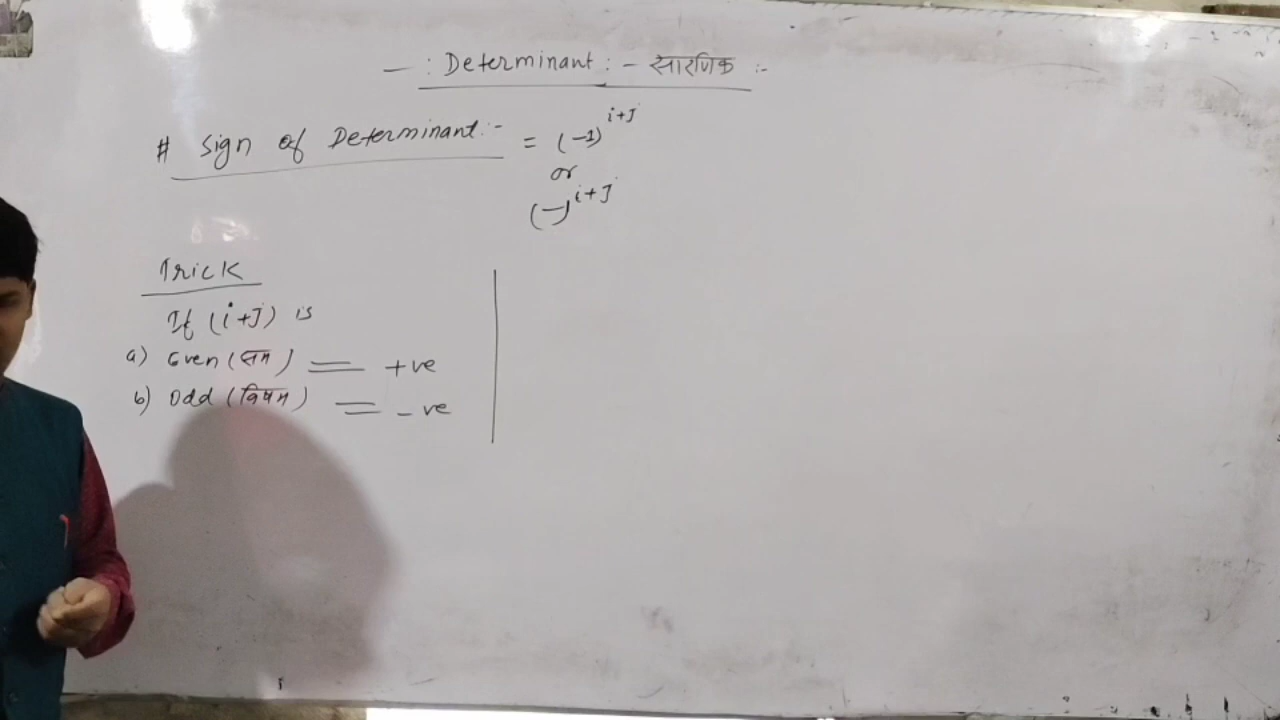 — : Determinant : - सारणिक :-
# Sign of Determinant :- = (-1)^{i+J}
or
(-)^{i+J}
Trick
If (i+J) is
a) Even (सम) = +ve
b) Odd (विषम) = -ve